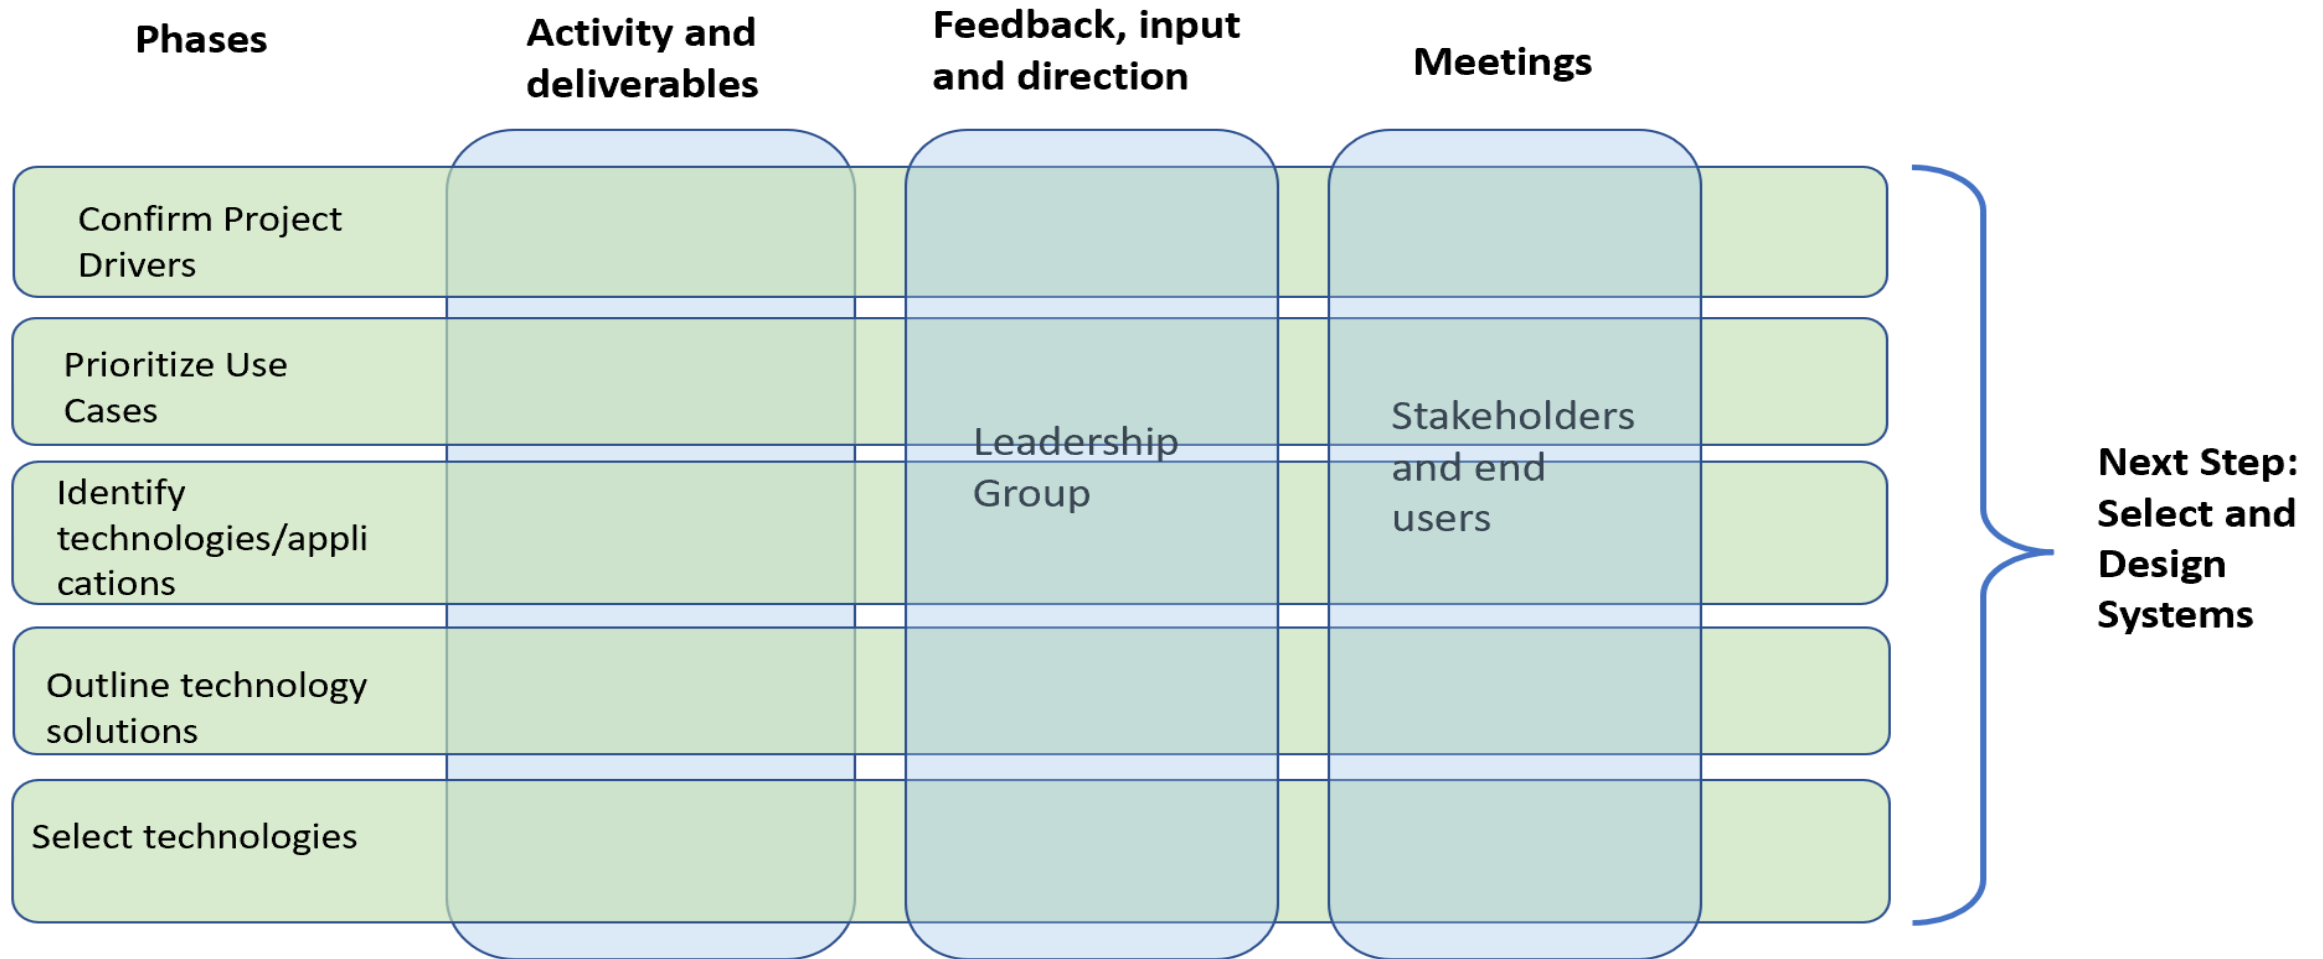 Phases
Activity and
deliverables
Feedback, input
and direction
Meetings
Confirm Project
Drivers
Prioritize Use
Cases
Identify
technologies/appli
cations
Outline technology
solutions
Select technologies
Leadership
Group
Stakeholders
and end
users
Next Step:
Select and
Design
Systems